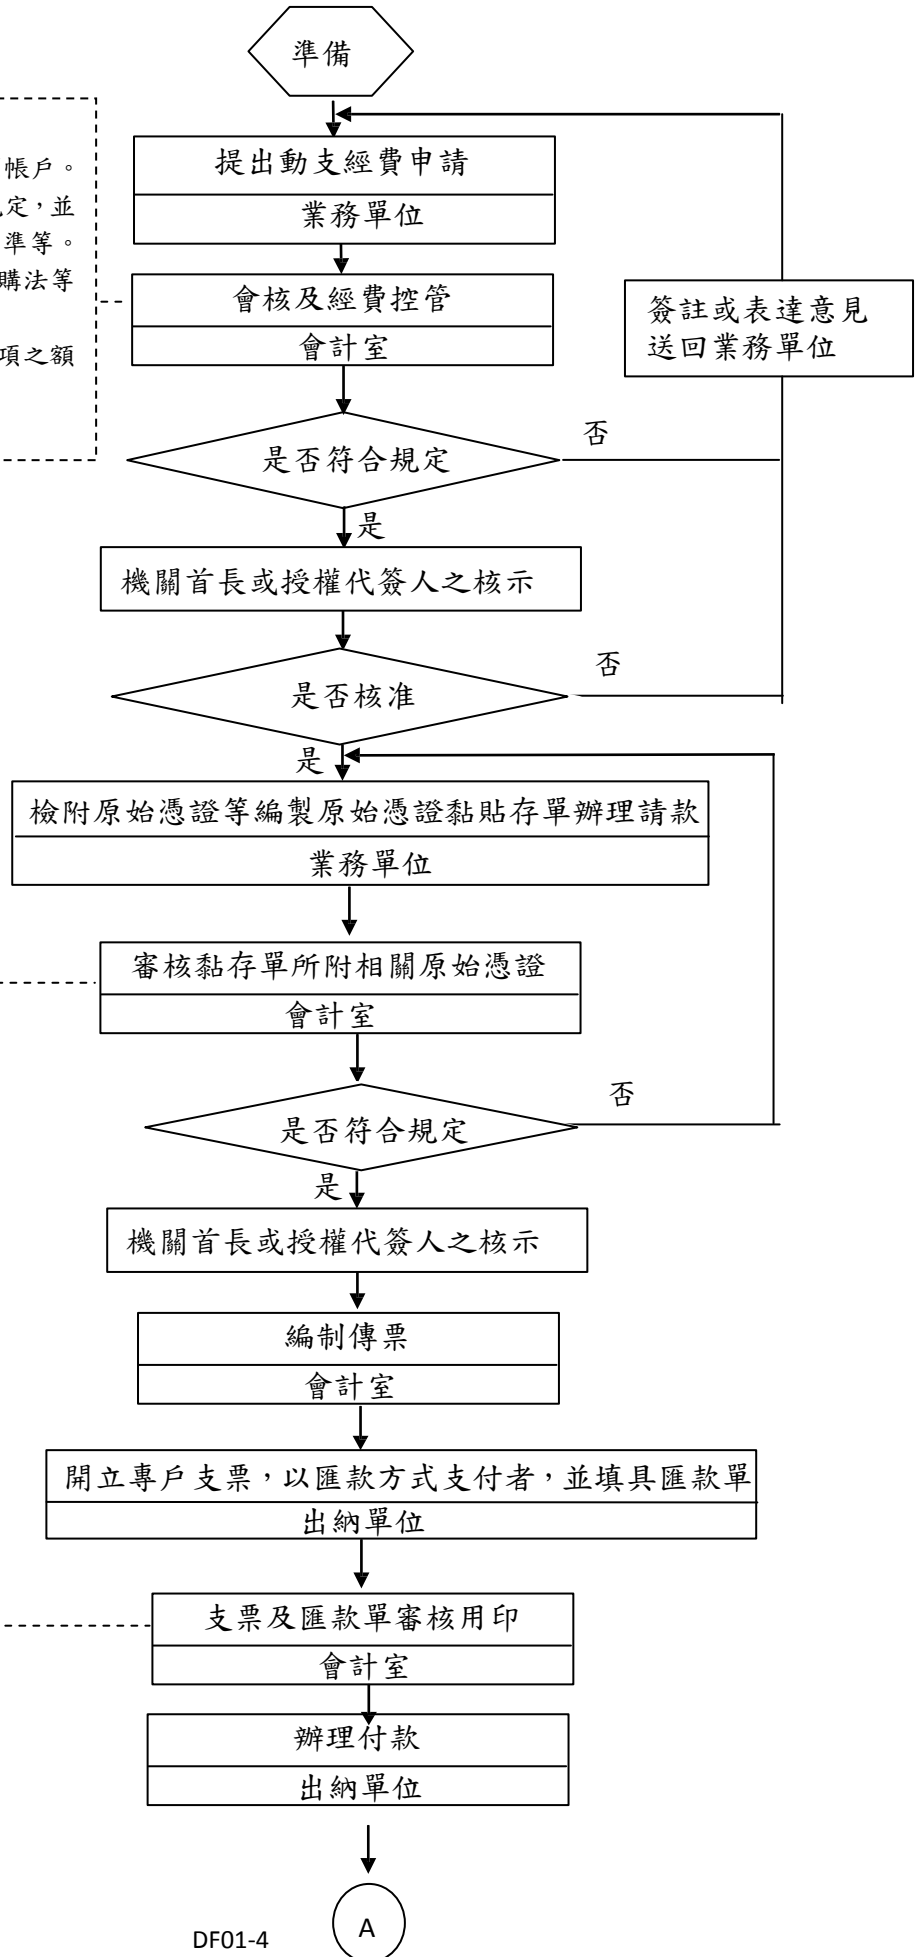 準備
提出動支經費申請
業務單位
帳戶。
定，並
準等。
購法等
項之額
會核及經費控管
會計室
簽註或表達意見
送回業務單位
是否符合規定
否
是
機關首長或授權代簽人之核示
是否核准
否
是
檢附原始憑證等編製原始憑證黏貼存單辦理請款
業務單位
審核黏存單所附相關原始憑證
會計室
是否符合規定
否
是
機關首長或授權代簽人之核示
編制傳票
會計室
開立專戶支票，以匯款方式支付者，並填具匯款單
出納單位
支票及匯款單審核用印
會計室
辦理付款
出納單位
A
DF01-4